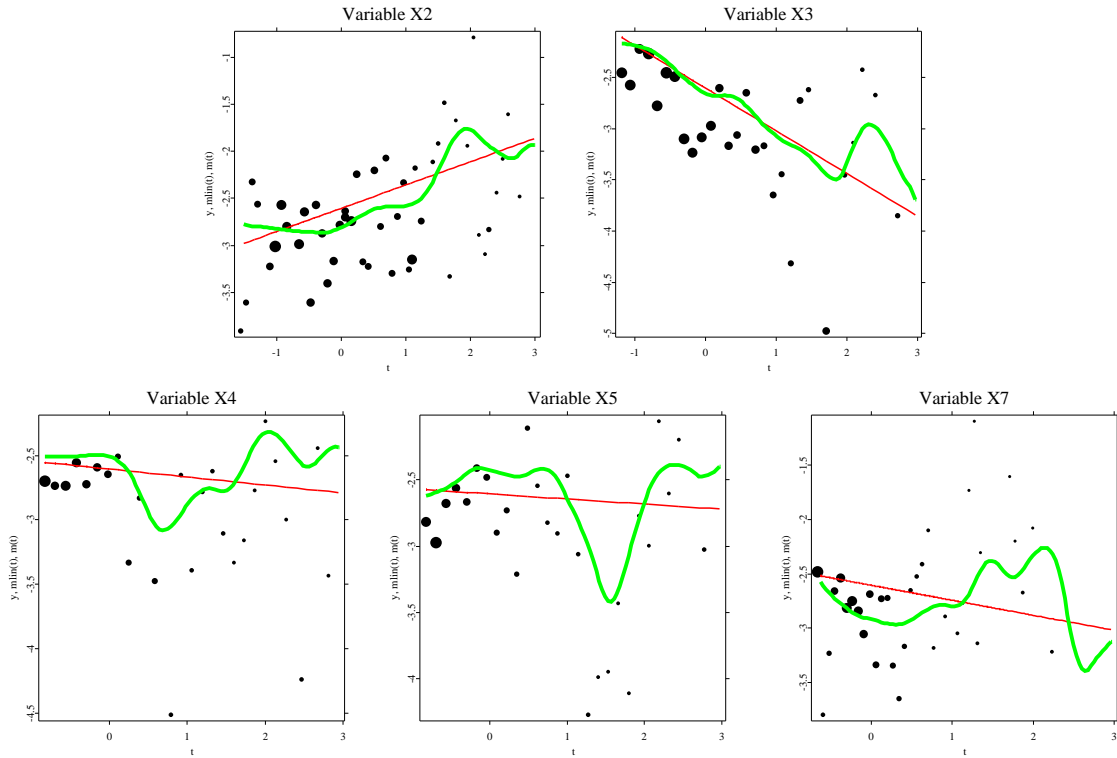 Variable X2
y, mlin(t), m(t)
-1
-1.5
-2
-2.5
-3
-3.5
-1 0 1 2 3
t
Variable X3
y, mlin(t), m(t)
-2.5
-3
-3.5
-4
-4.5
-5
-1 0 1 2 3
t
Variable X4
y, mlin(t), m(t)
-2.5
-3
-3.5
-4
-4.5
0 1 2 3
t
Variable X5
y, mlin(t), m(t)
-2.5
-3
-3.5
-4
0 1 2 3
t
Variable X7
y, mlin(t), m(t)
-1.5
-2
-2.5
-3
-3.5
0 1 2 3
t